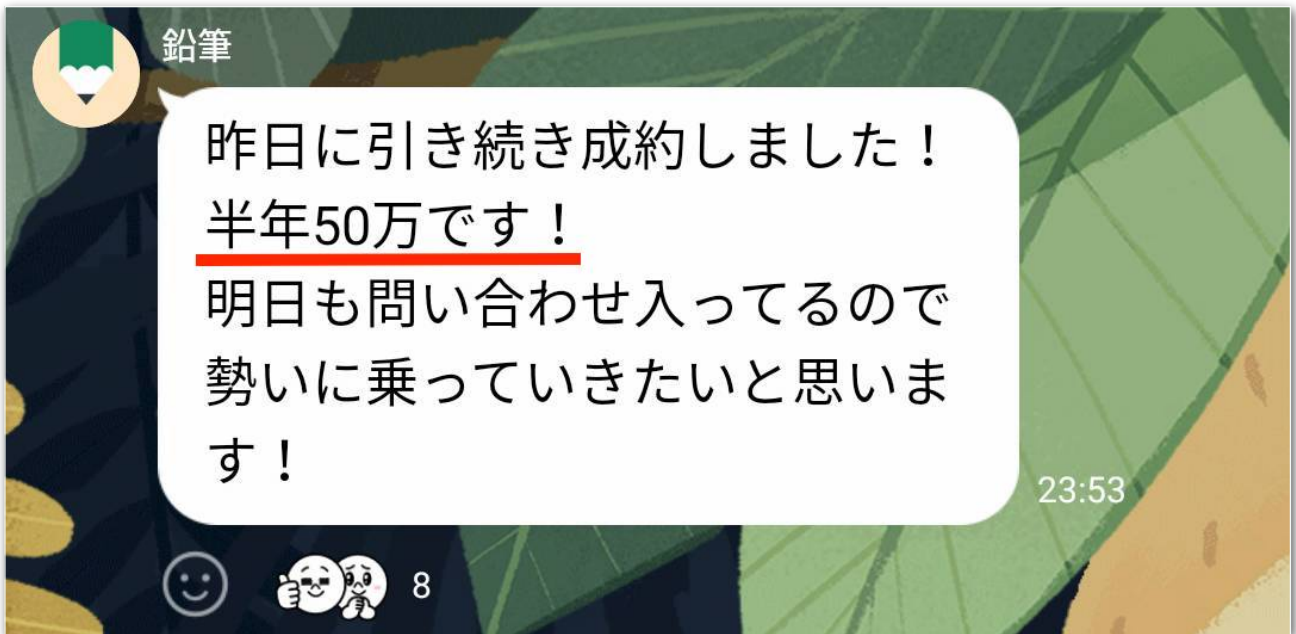 鉛筆
昨日に引き続き成約しました！
半年50万です！
明日も問い合わせ入ってるので
勢いに乗っていきたいと思いま
す！
23:53
8